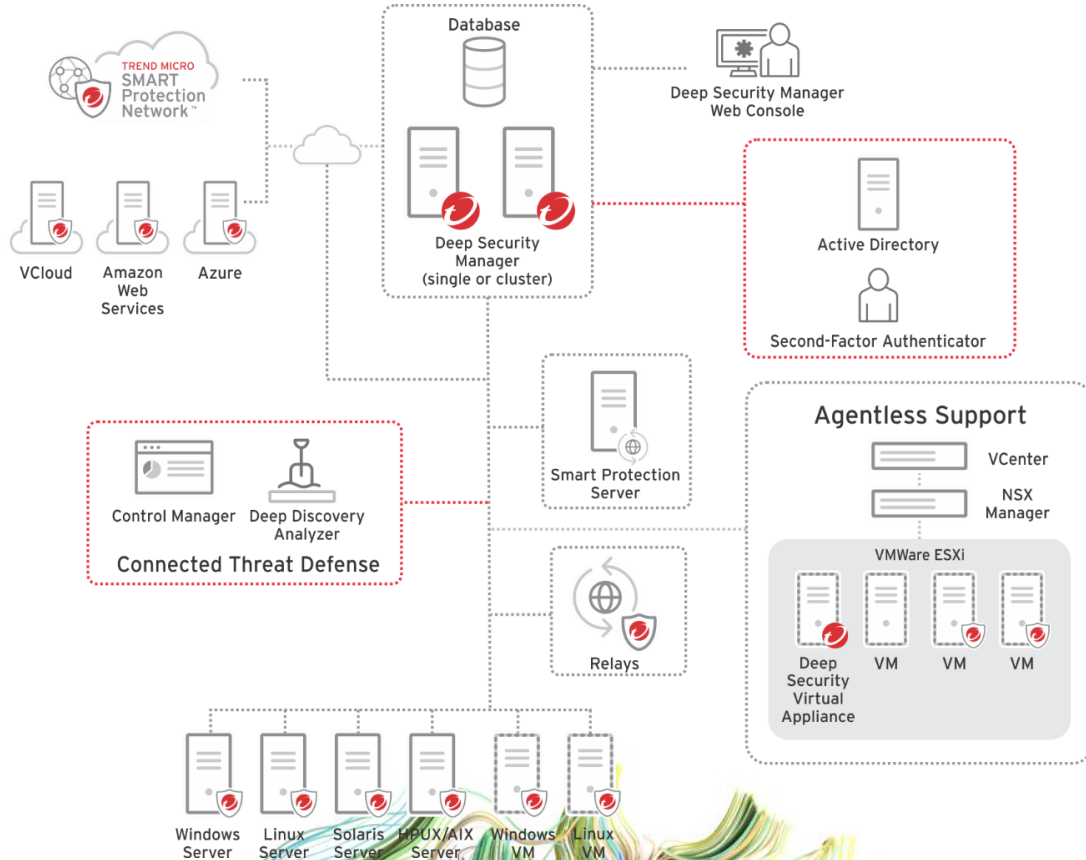 Database
TREND MICRO
SMART
Protection
Network™
Deep Security Manager
Web Console
Deep Security
Manager
(single or cluster)
VCloud
Amazon
Web
Services
Azure
Active Directory
Second-Factor Authenticator
Smart Protection
Server
Agentless Support
VCenter
NSX
Manager
VMWare ESXi
Deep
Security
Virtual
Appliance
VM
VM
VM
Control Manager
Deep Discovery
Analyzer
Connected Threat Defense
Relays
Windows
Server
Linux
Server
Solaris
Server
HPUX/AIX
Server
Windows
VM
Linux
VM